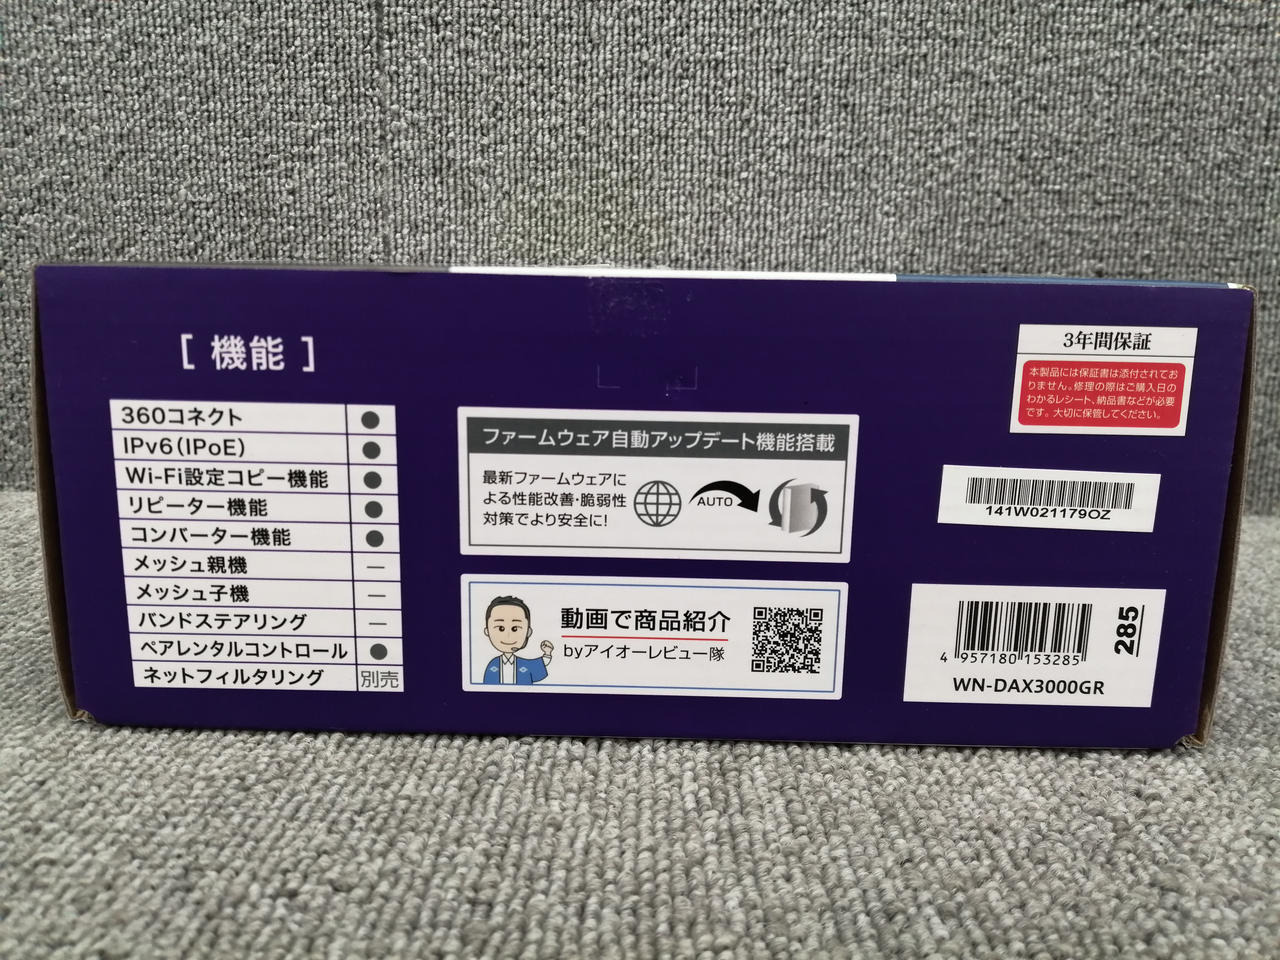 [ 機能 ]
360コネクト ●
IPv6(IPoE) ●
Wi-Fi設定コピー機能 ●
リピーター機能 ●
コンバーター機能 ●
メッシュ親機 —
メッシュ子機 —
バンドステアリング —
ペアレンタルコントロール ●
ネットフィルタリング 別売
ファームウェア自動アップデート機能搭載
最新ファームウェアに
よる性能改善・脆弱性
対策でより安全に!
AUTO
動画で商品紹介
byアイオーレビュー隊
3年間保証
本製品には保証書は添付されてお
りません。修理の際はご購入日の
わかるレシート、納品書などが必要
です。大切に保管してください。
141W021179OZ
4 957180 153285
285
WN-DAX3000GR